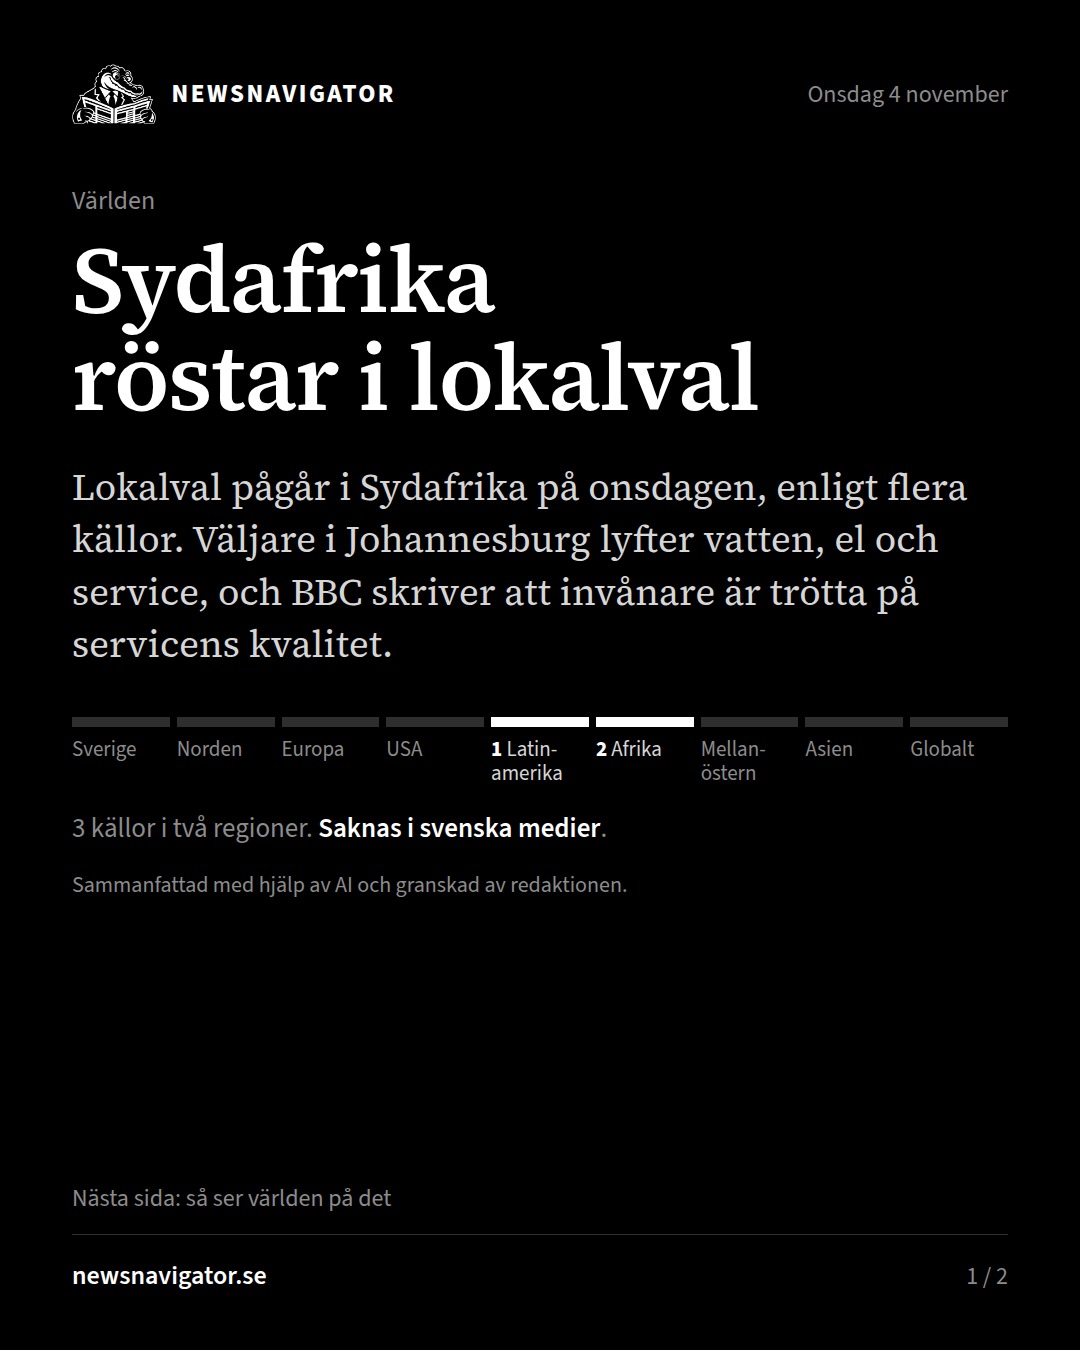 NEWSNAVIGATOR
Onsdag 4 november
Världen
Sydafrika
röstar i lokalval
Lokalval pågår i Sydafrika på onsdagen, enligt flera
källor. Väljare i Johannesburg lyfter vatten, el och
service, och BBC skriver att invånare är trötta på
servicens kvalitet.
Sverige
Norden
Europa
USA
1 Latin-
amerika
2 Afrika
Mellan-
östern
Asien
Globalt
3 källor i två regioner. Saknas i svenska medier.
Sammanfattad med hjälp av AI och granskad av redaktionen.
Nästa sida: så ser världen på det
newsnavigator.se
1 / 2